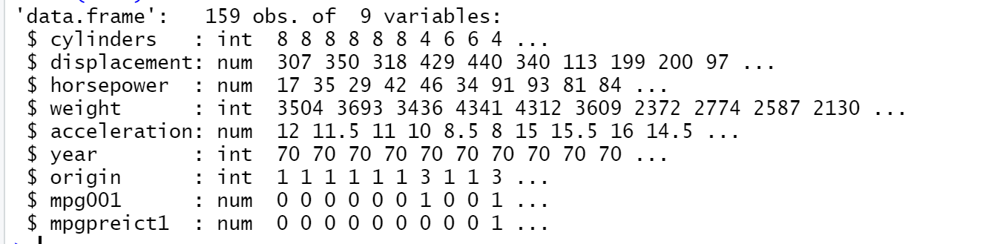 'data.frame':   159 obs. of  9 variables:
 $ cylinders   : int  8 8 8 8 8 8 4 6 6 4 ...
 $ displacement: num  307 350 318 429 440 340 113 199 200 97 ...
 $ horsepower  : num  17 35 29 42 46 34 91 93 81 84 ...
 $ weight      : int  3504 3693 3436 4341 4312 3609 2372 2774 2587 2130 ...
 $ acceleration: num  12 11.5 11 10 8.5 8 15 15.5 16 14.5 ...
 $ year        : int  70 70 70 70 70 70 70 70 70 70 ...
 $ origin      : int  1 1 1 1 1 1 3 1 1 3 ...
 $ mpg001      : num  0 0 0 0 0 0 1 0 0 1 ...
 $ mpgpreict1  : num  0 0 0 0 0 0 0 0 0 1 ...